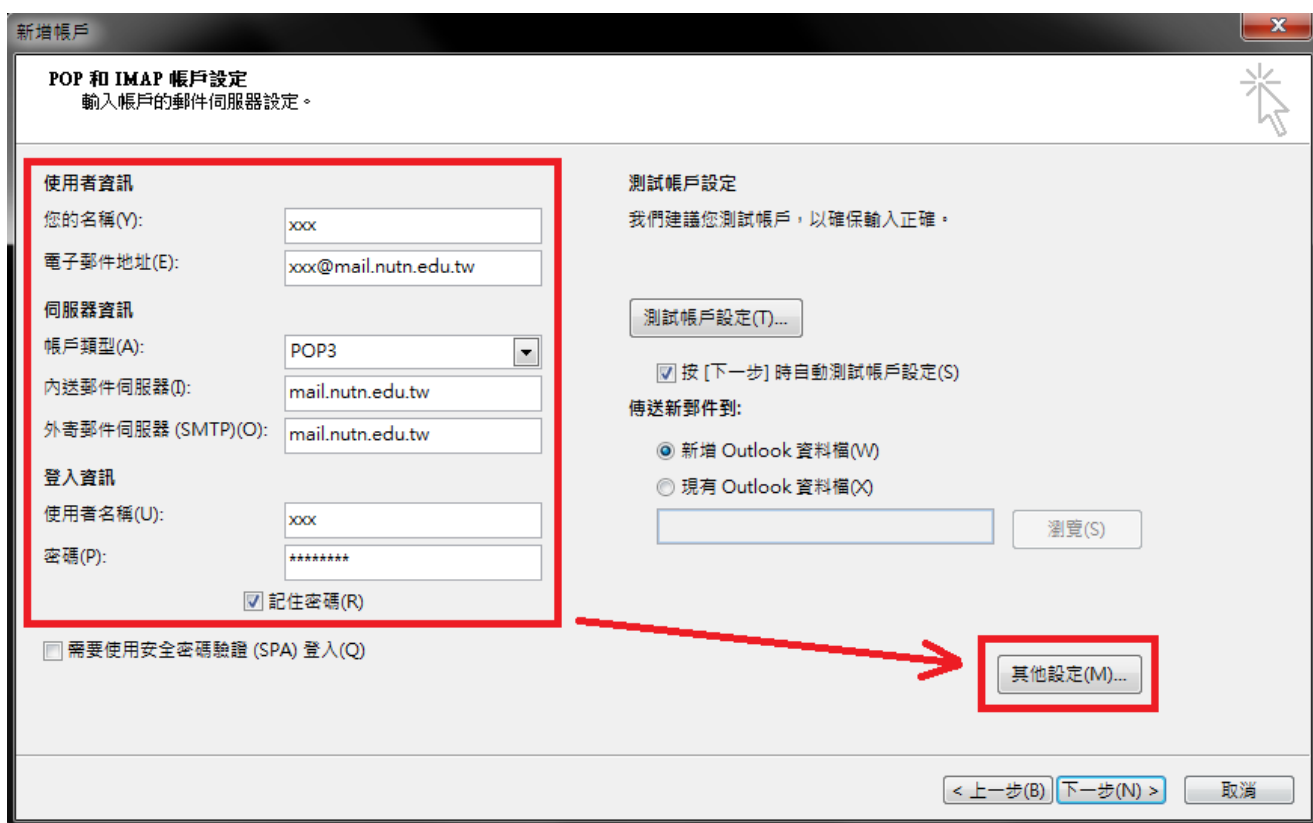 新增帳戶
POP 和 IMAP 帳戶設定
輸入帳戶的郵件伺服器設定。
使用者資訊
您的名稱(Y):
xxx
電子郵件地址(E):
xxx@mail.nutn.edu.tw
伺服器資訊
帳戶類型(A):
POP3
內送郵件伺服器(I):
mail.nutn.edu.tw
外寄郵件伺服器 (SMTP)(O):
mail.nutn.edu.tw
登入資訊
使用者名稱(U):
xxx
密碼(P):
********
記住密碼(R)
需要使用安全密碼驗證 (SPA) 登入(Q)
測試帳戶設定
我們建議您測試帳戶，以確保輸入正確。
測試帳戶設定(T)...
按 [下一步] 時自動測試帳戶設定(S)
傳送新郵件到:
新增 Outlook 資料檔(W)
現有 Outlook 資料檔(X)
瀏覽(S)
其他設定(M)...
< 上一步(B)
下一步(N) >
取消